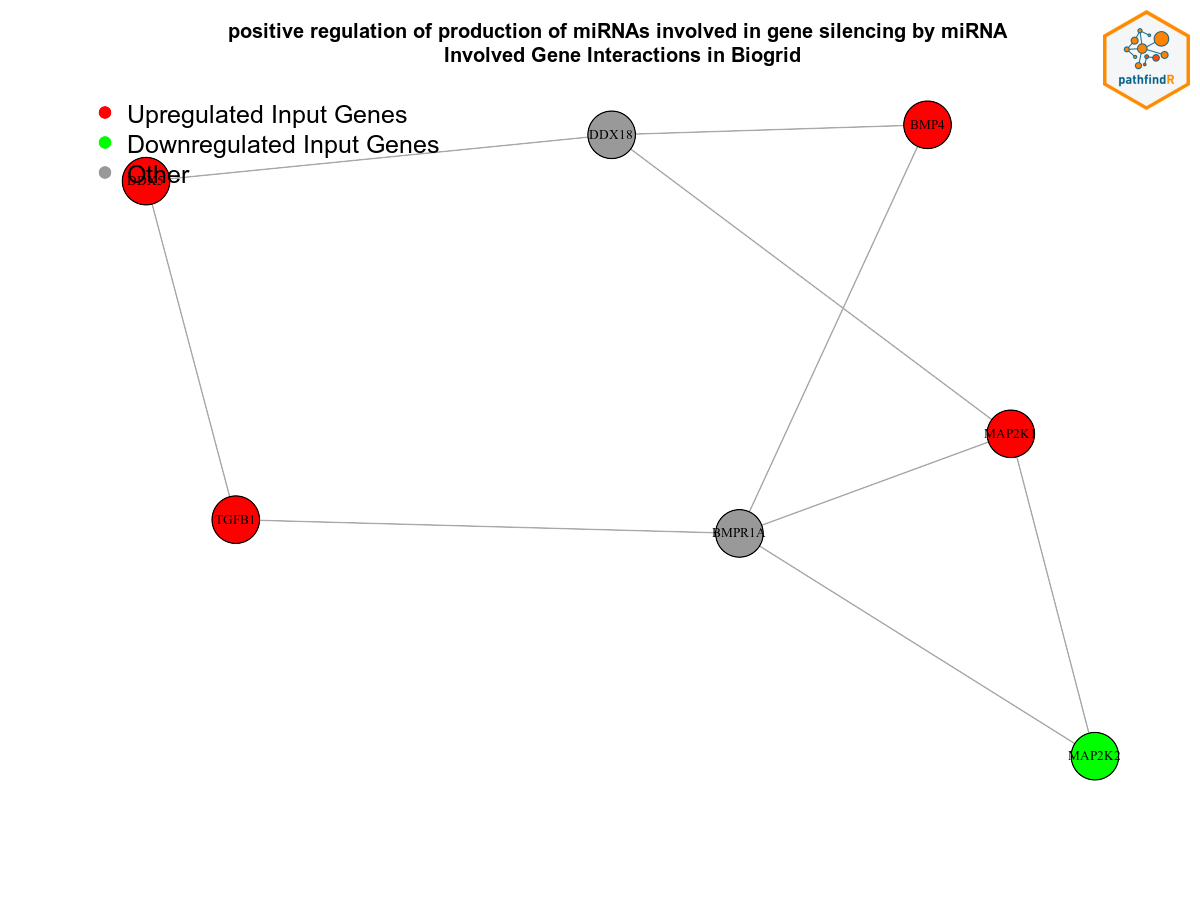 positive regulation of production of miRNAs involved in gene silencing by miRNA
Involved Gene Interactions in Biogrid
pathfindR
Upregulated Input Genes
Downregulated Input Genes
Other
DDX18
BMP4
DDX5
MAP2K1
TGFB1
BMPR1A
MAP2K2